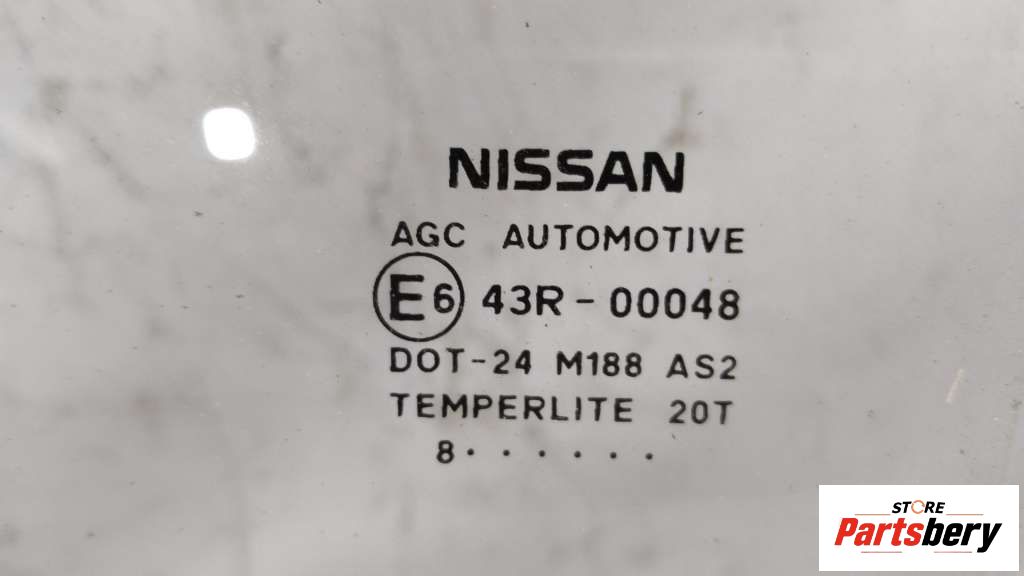 NISSAN
AGC AUTOMOTIVE
E6 43R-00048
DOT-24 M188 AS2
TEMPERLITE 20T
8······
STORE
Partsbery